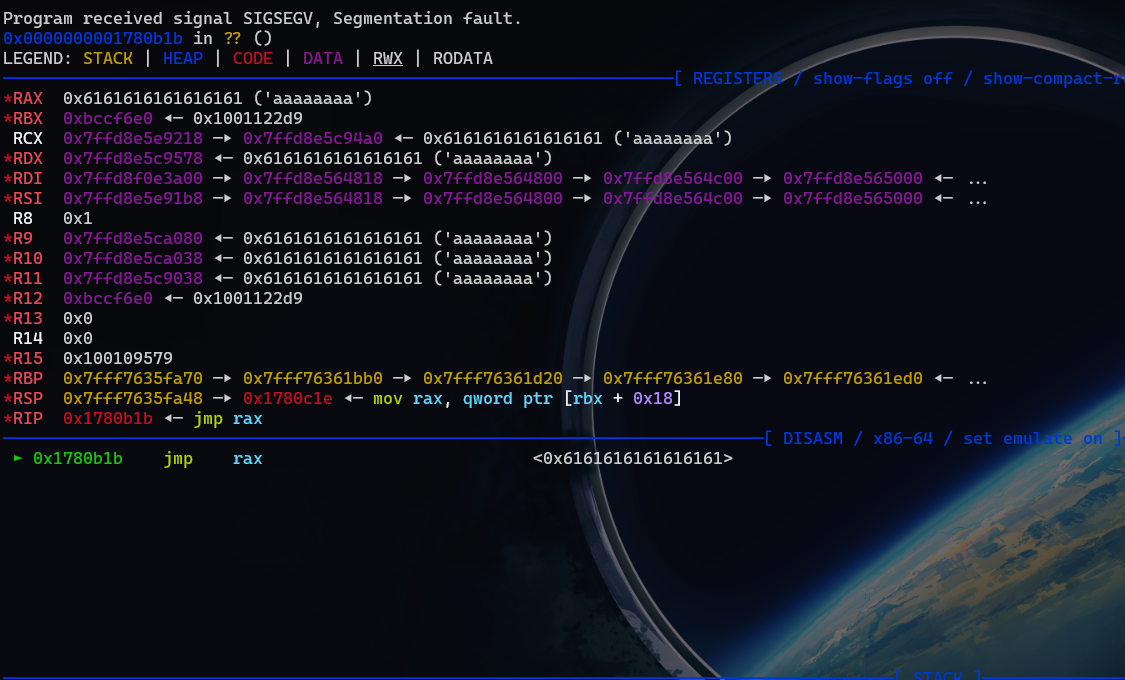 Program received signal SIGSEGV, Segmentation fault.
0x0000000001780b1b in ?? ()
LEGEND: STACK | HEAP | CODE | DATA | RWX | RODATA
[ REGISTERS / show-flags off / show-compact-r
*RAX  0x6161616161616161 ('aaaaaaaa')
*RBX  0xbccf6e0 ◂— 0x1001122d9
 RCX  0x7ffd8e5e9218 —▸ 0x7ffd8e5c94a0 ◂— 0x6161616161616161 ('aaaaaaaa')
*RDX  0x7ffd8e5c9578 ◂— 0x6161616161616161 ('aaaaaaaa')
*RDI  0x7ffd8f0e3a00 —▸ 0x7ffd8e564818 —▸ 0x7ffd8e564800 —▸ 0x7ffd8e564c00 —▸ 0x7ffd8e565000 ◂— ...
*RSI  0x7ffd8e5e91b8 —▸ 0x7ffd8e564818 —▸ 0x7ffd8e564800 —▸ 0x7ffd8e564c00 —▸ 0x7ffd8e565000 ◂— ...
 R8   0x1
*R9   0x7ffd8e5ca080 ◂— 0x6161616161616161 ('aaaaaaaa')
*R10  0x7ffd8e5ca038 ◂— 0x6161616161616161 ('aaaaaaaa')
*R11  0x7ffd8e5c9038 ◂— 0x6161616161616161 ('aaaaaaaa')
*R12  0xbccf6e0 ◂— 0x1001122d9
*R13  0x0
 R14  0x0
*R15  0x100109579
*RBP  0x7fff7635fa70 —▸ 0x7fff76361bb0 —▸ 0x7fff76361d20 —▸ 0x7fff76361e80 —▸ 0x7fff76361ed0 ◂— ...
*RSP  0x7fff7635fa48 —▸ 0x1780c1e ◂— mov rax, qword ptr [rbx + 0x18]
*RIP  0x1780b1b ◂— jmp rax
[ DISASM / x86-64 / set emulate on ]
 ► 0x1780b1b    jmp    rax                           <0x6161616161616161>
[ STACK ]